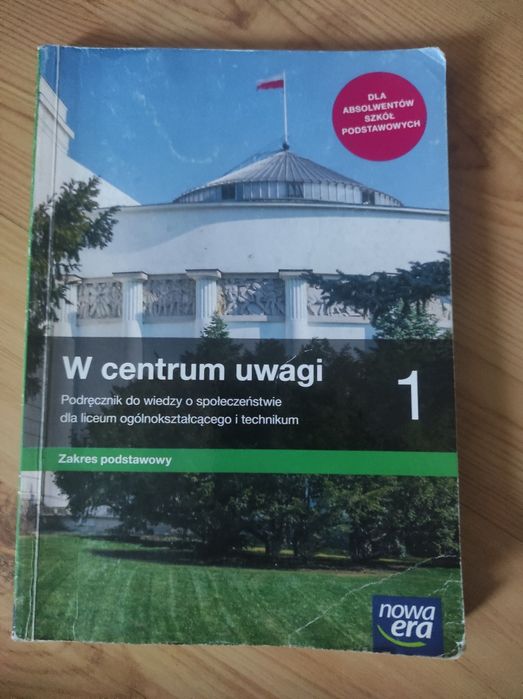 DLA
ABSOLWENTÓW
SZKÓŁ
PODSTAWOWYCH
W centrum uwagi
1
Podręcznik do wiedzy o społeczeństwie
dla liceum ogólnokształcącego i technikum
Zakres podstawowy
nowa
era